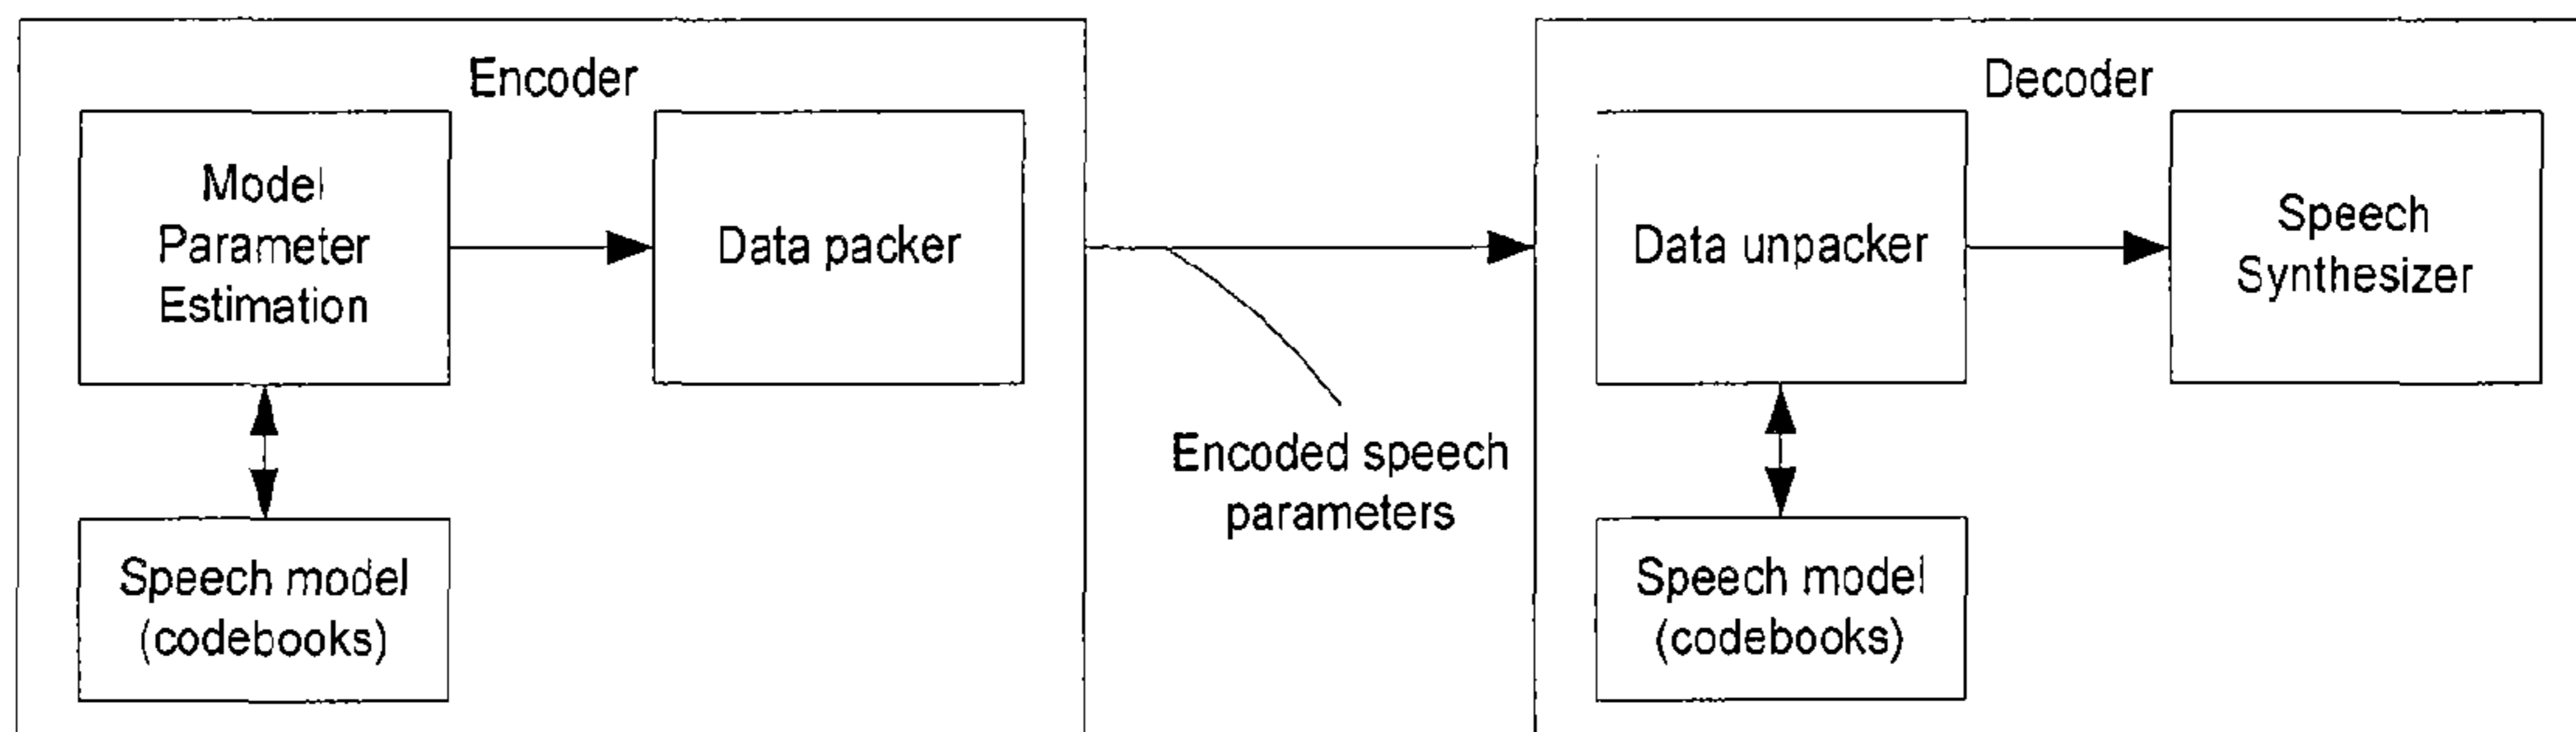 Encoder
Model
Parameter
Estimation
Data packer
Speech model
(codebooks)
Encoded speech
parameters
Decoder
Data unpacker
Speech
Synthesizer
Speech model
(codebooks)